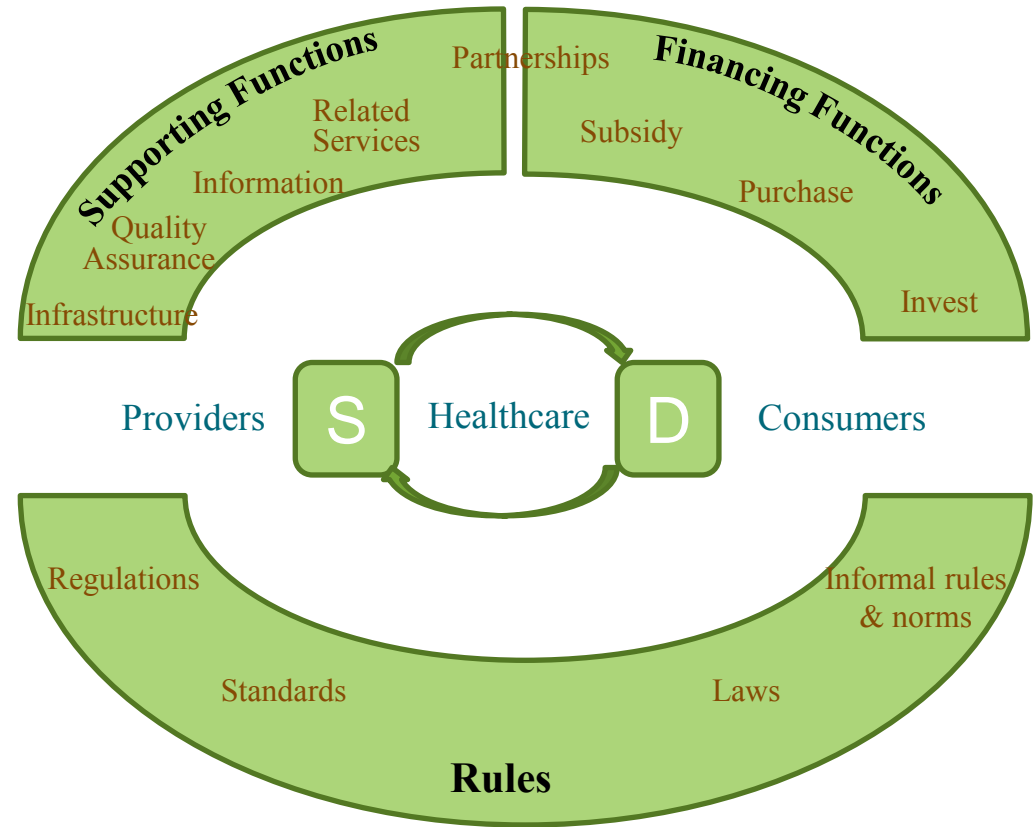 Supporting Functions
Financing Functions
Partnerships
Related
Services
Subsidy
Information
Purchase
Quality
Assurance
Infrastructure
Invest
Providers
S
Healthcare
D
Consumers
Regulations
Informal rules
& norms
Standards
Laws
Rules